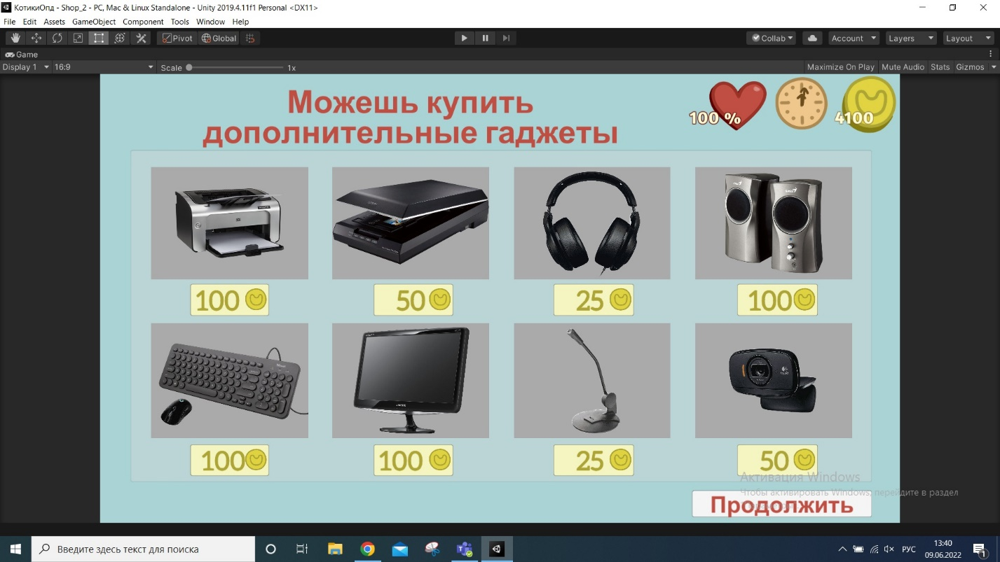 КотикиОпд - Shop_2 - PC, Mac & Linux Standalone - Unity 2019.4.11f1 Personal <DX11>
File Edit Assets GameObject Component Tools Window Help
Pivot Global Collab Account Layers Layout
Game
Display 1 16:9 Scale 1x Maximize On Play Mute Audio Stats Gizmos
Можешь купить
дополнительные гаджеты
100 % 4100
100 50 25 100
100 100 25 50
Активация Windows
Чтобы активировать Windows, перейдите в раздел
Продолжить
Введите здесь текст для поиска
РУС
13:40
09.06.2022
1